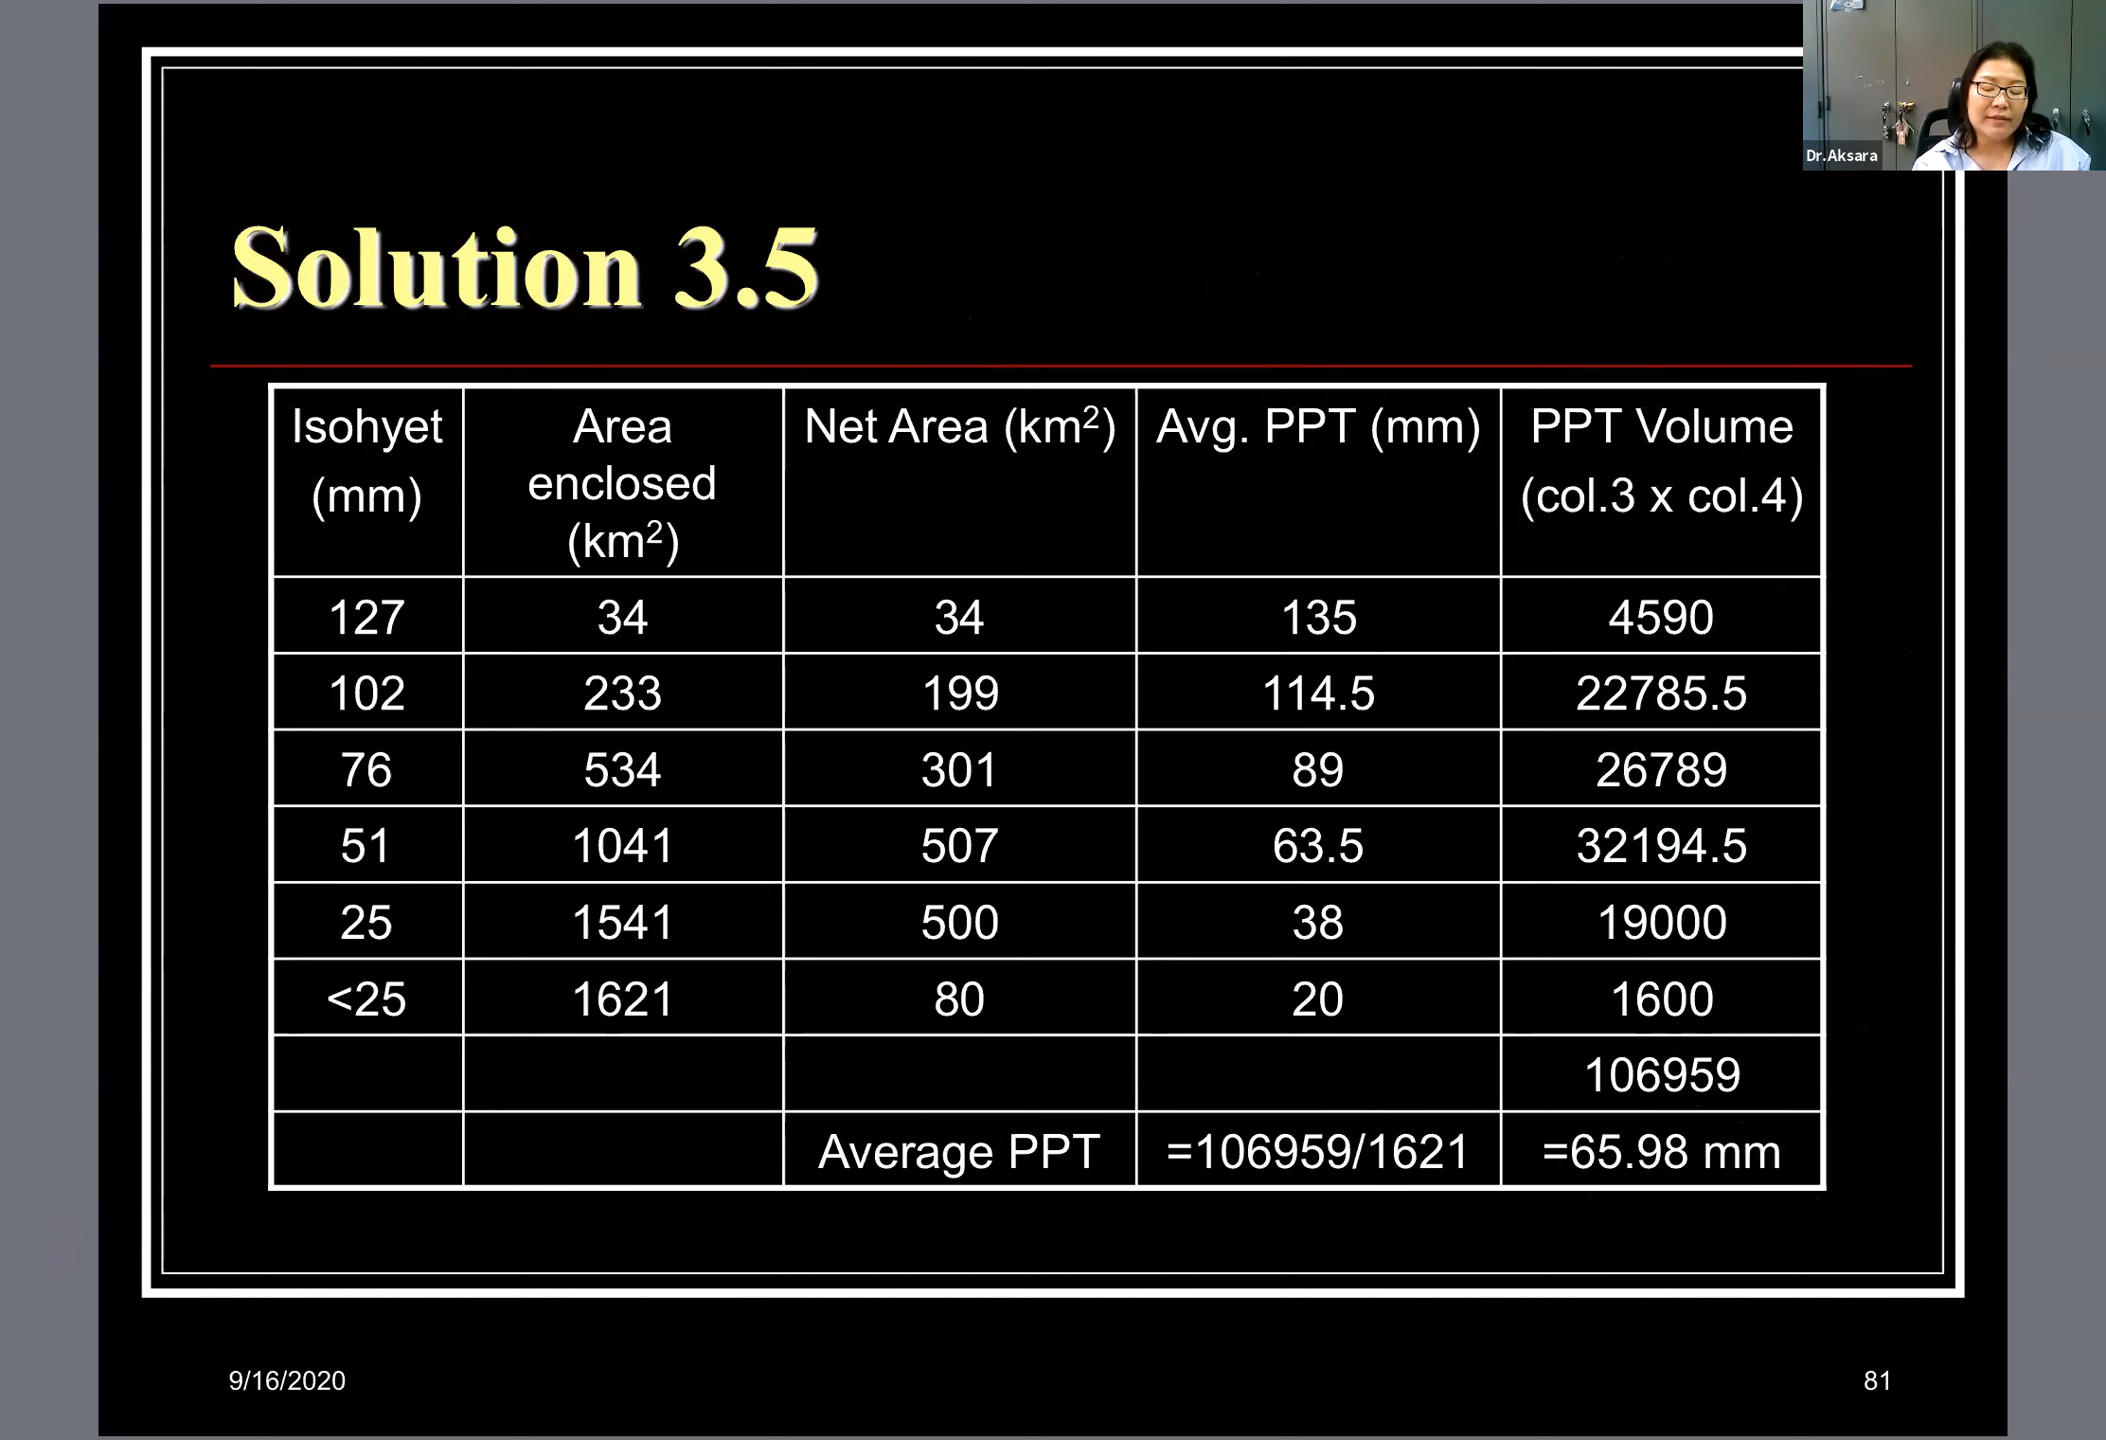 Dr.Aksara
Solution 3.5
Isohyet (mm) Area enclosed (km²) Net Area (km²) Avg. PPT (mm) PPT Volume (col.3 x col.4)
127 34 34 135 4590
102 233 199 114.5 22785.5
76 534 301 89 26789
51 1041 507 63.5 32194.5
25 1541 500 38 19000
<25 1621 80 20 1600
106959
Average PPT =106959/1621 =65.98 mm
9/16/2020 81